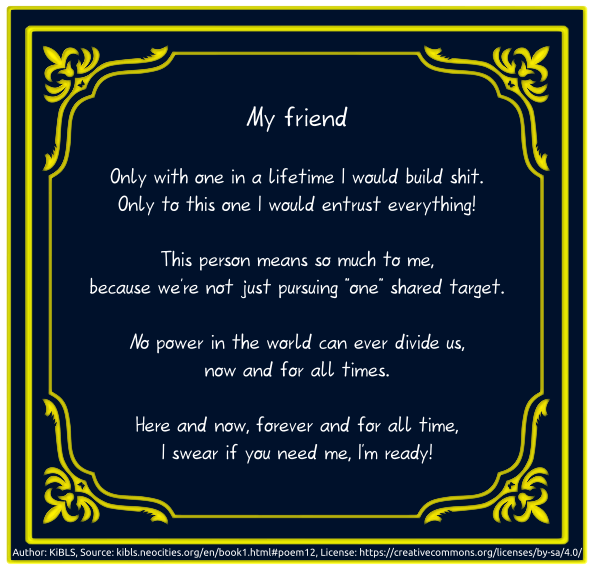 My friend
Only with one in a lifetime I would build shit.
Only to this one I would entrust everything!
This person means so much to me,
because we're not just pursuing "one" shared target.
No power in the world can ever divide us,
now and for all times.
Here and now, forever and for all time,
I swear if you need me, I'm ready!
Author: KiBLS, Source: kibls.neocities.org/en/book1.html#poem12, License: https://creativecommons.org/licenses/by-sa/4.0/